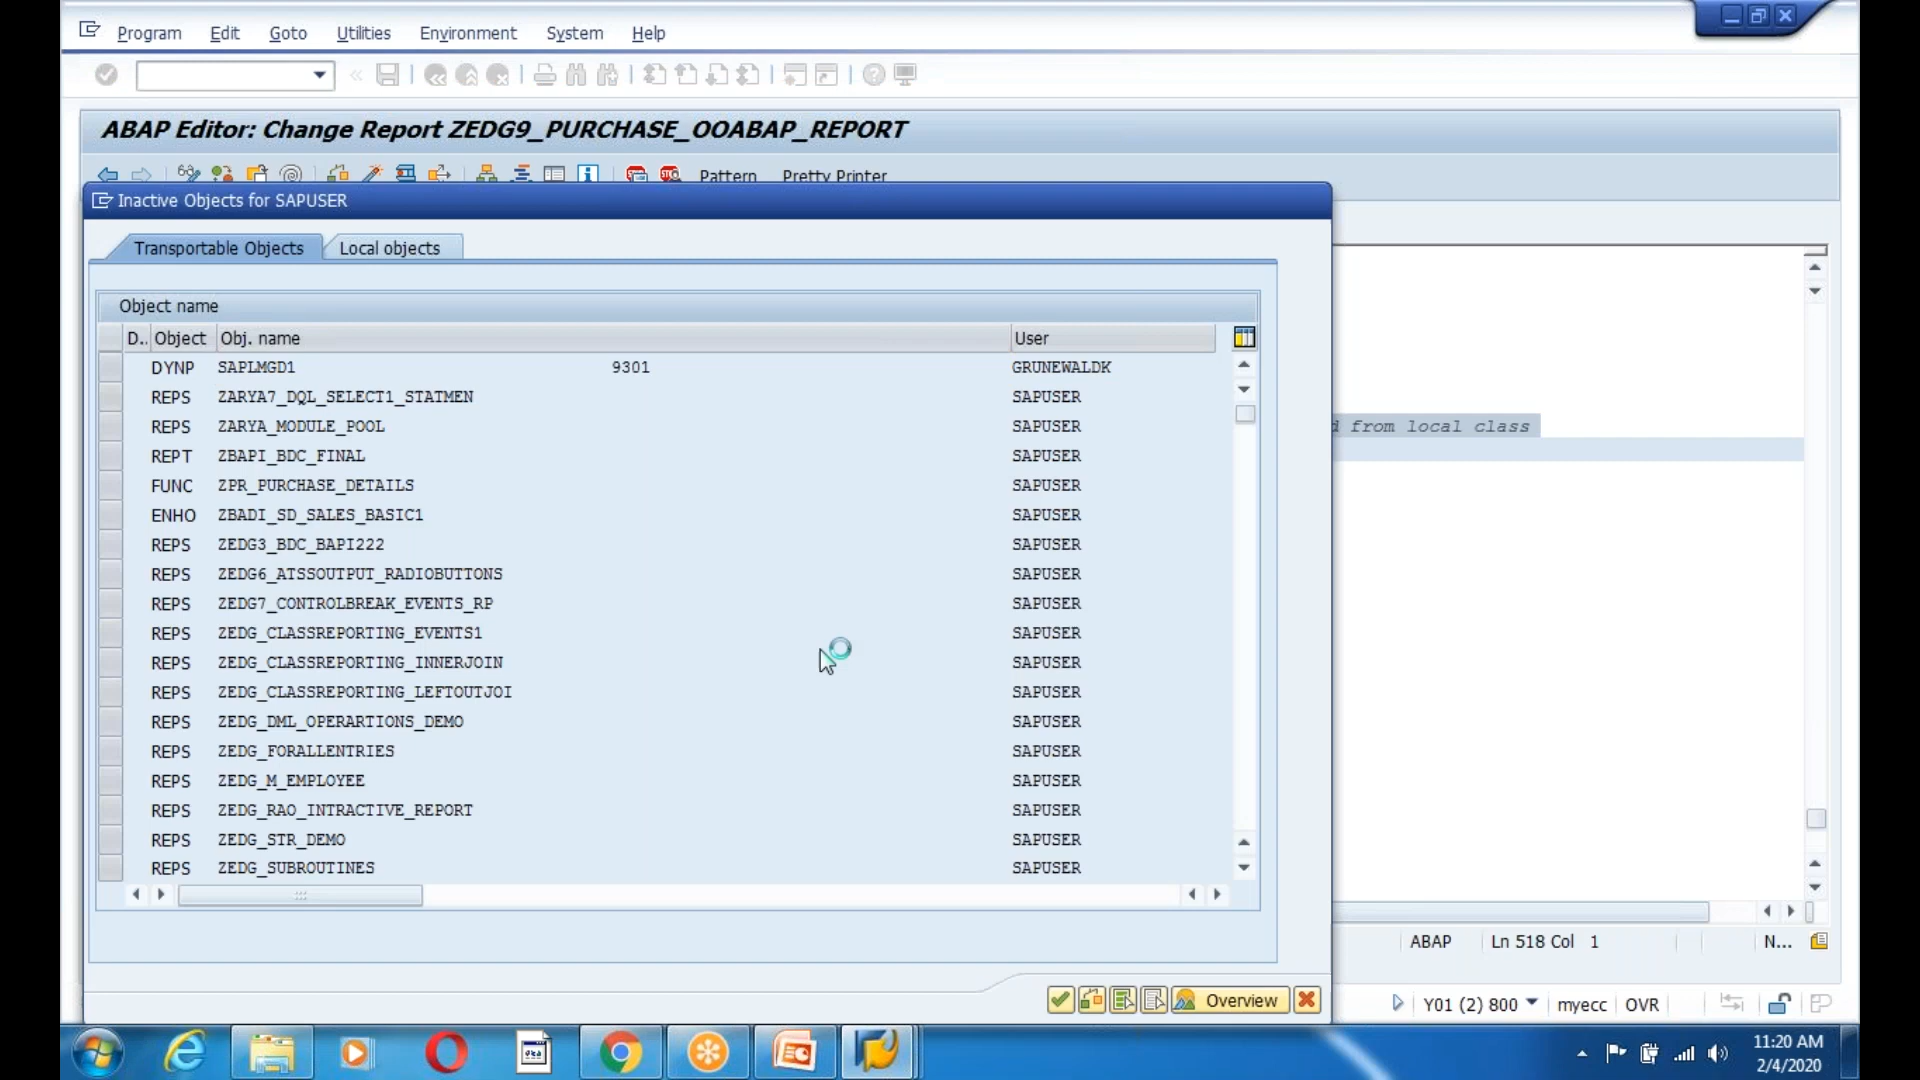 Program Edit Goto Utilities Environment System Help
ABAP Editor: Change Report ZEDG9_PURCHASE_OOABAP_REPORT
Pattern Pretty Printer
Inactive Objects for SAPUSER
Transportable Objects Local objects
Object name
D.. Object Obj. name User
DYNP SAPLMGD1 9301 GRUNEWALDK
REPS ZARYA7_DQL_SELECT1_STATMEN SAPUSER
REPS ZARYA_MODULE_POOL SAPUSER
REPT ZBAPI_BDC_FINAL SAPUSER
FUNC ZPR_PURCHASE_DETAILS SAPUSER
ENHO ZBADI_SD_SALES_BASIC1 SAPUSER
REPS ZEDG3_BDC_BAPI222 SAPUSER
REPS ZEDG6_ATSSOUTPUT_RADIOBUTTONS SAPUSER
REPS ZEDG7_CONTROLBREAK_EVENTS_RP SAPUSER
REPS ZEDG_CLASSREPORTING_EVENTS1 SAPUSER
REPS ZEDG_CLASSREPORTING_INNERJOIN SAPUSER
REPS ZEDG_CLASSREPORTING_LEFTOUTJOI SAPUSER
REPS ZEDG_DML_OPERARTIONS_DEMO SAPUSER
REPS ZEDG_FORALLENTRIES SAPUSER
REPS ZEDG_M_EMPLOYEE SAPUSER
REPS ZEDG_RAO_INTRACTIVE_REPORT SAPUSER
REPS ZEDG_STR_DEMO SAPUSER
REPS ZEDG_SUBROUTINES SAPUSER
from local class
ABAP Ln 518 Col 1 N...
Overview
Y01 (2) 800 myecc OVR
11:20 AM
2/4/2020